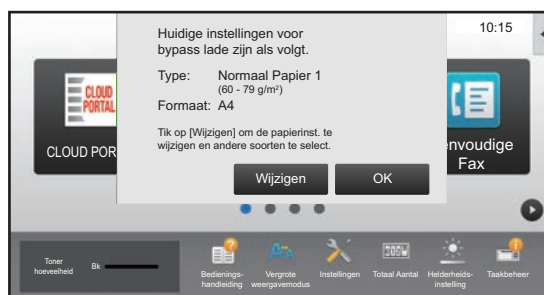 10:15
Huidige instellingen voor
bypass lade zijn als volgt.
Type: Normaal Papier 1
(60 - 79 g/m²)
Formaat: A4
Tik op [Wijzigen] om de papierinst. te
wijzigen en andere soorten te select.
Wijzigen OK
CLOUD
PORTAL
CLOUD POR
envoudige
Fax
Toner
hoeveelheid
Bk
Bedienings-
handleiding
Vergrote
weergavemodus
Instellingen
Totaal Aantal
Helderheids-
instelling
Taakbeheer